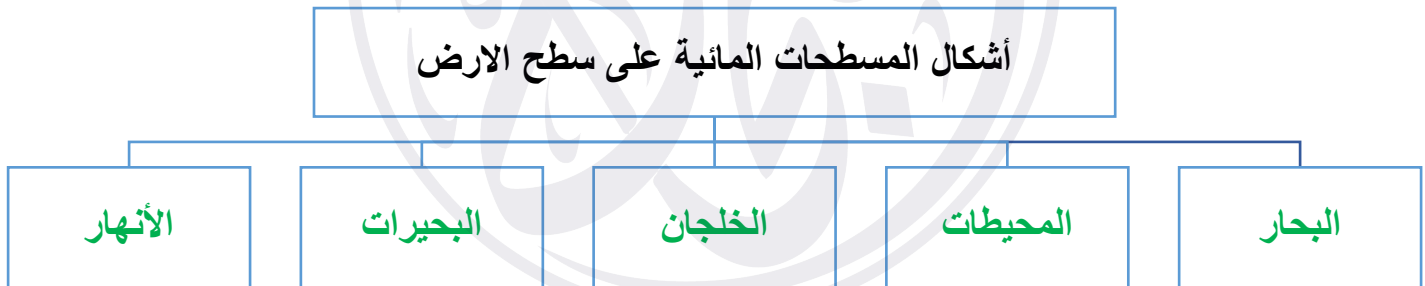 أشكال المسطحات المائية على سطح الارض
البحار
المحيطات
الخلجان
البحيرات
الأنهار